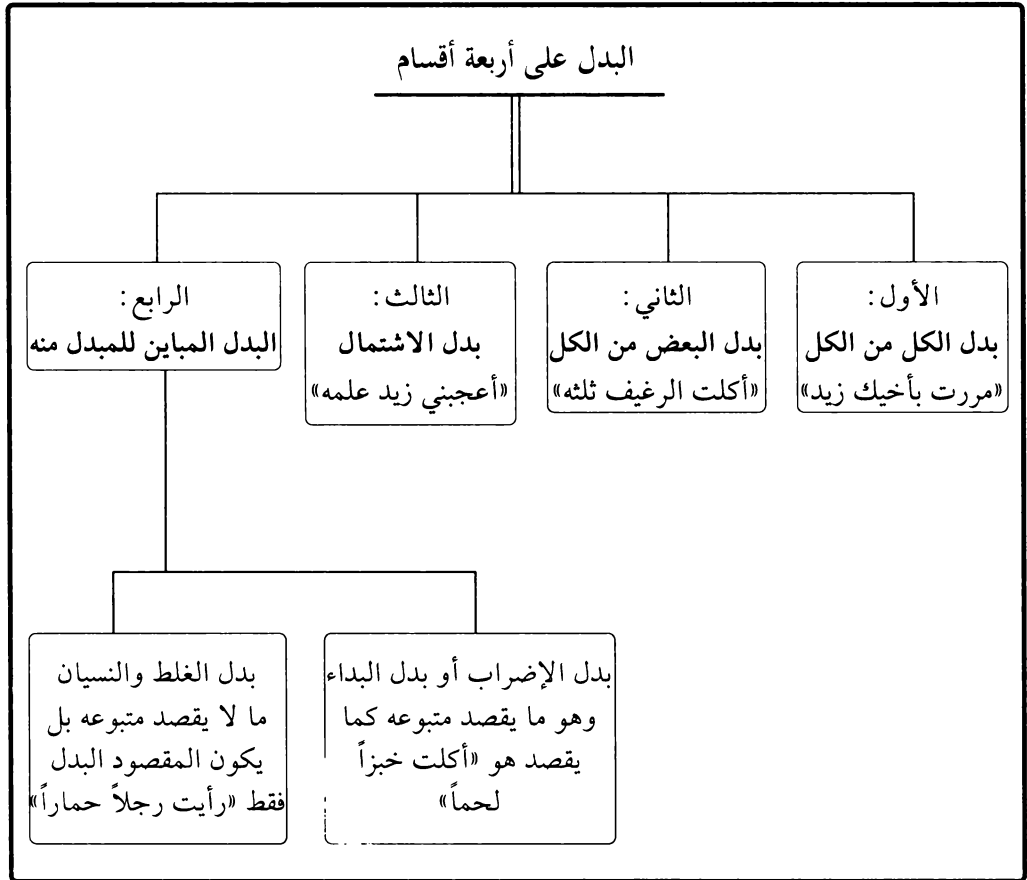 البدل على أربعة أقسام
الأول:
بدل الكل من الكل
«مررت بأخيك زيد»
الثاني:
بدل البعض من الكل
«أكلت الرغيف ثلثه»
الثالث:
بدل الاشتمال
«أعجبني زيد علمه»
الرابع:
البدل المباين للمبدل منه
بدل الإضراب أو بدل البداء
وهو ما يقصد متبوعه كما
يقصد هو «أكلت خبزاً
لحماً»
بدل الغلط والنسيان
ما لا يقصد متبوعه بل
يكون المقصود البدل
فقط «رأيت رجلاً حماراً»